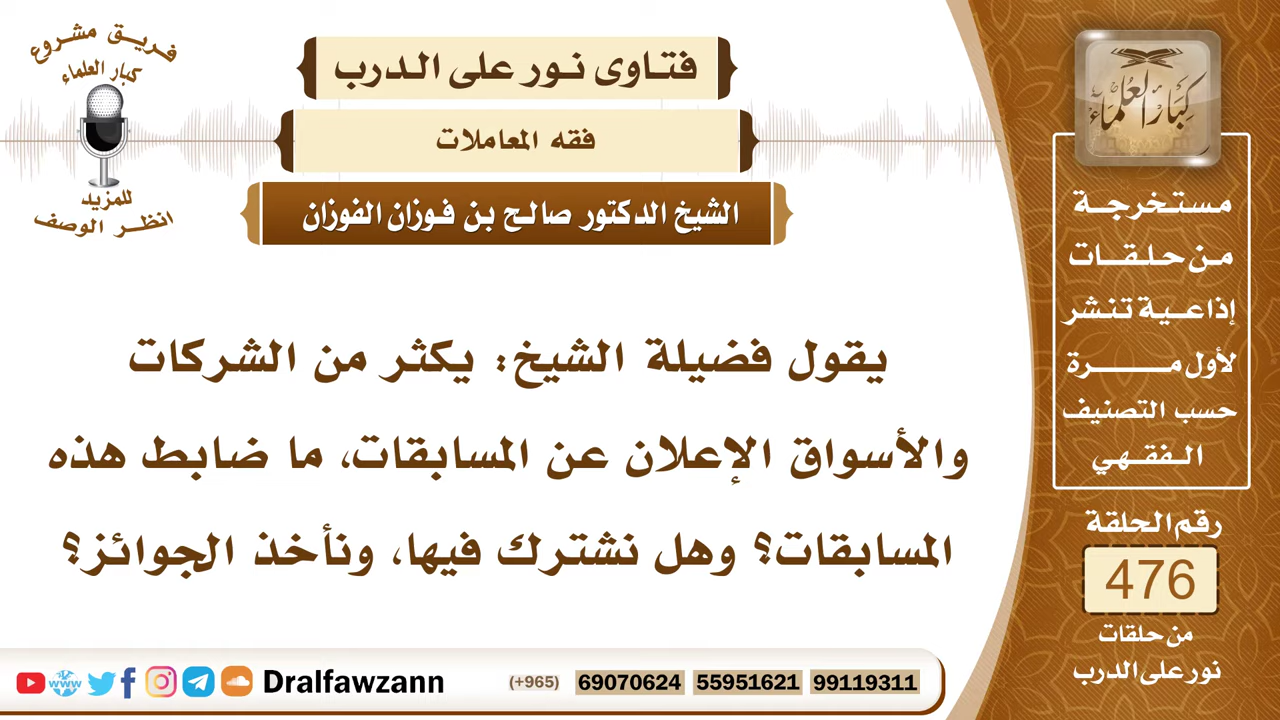 فريق مشروع
كبار العلماء
للمزيد
انظر الوصف
فتاوى نور على الدرب
فقه المعاملات
الشيخ الدكتور صالح بن فوزان الفوزان
يقول فضيلة الشيخ: يكثر من الشركات
والأسواق الإعلان عن المسابقات، ما ضابط هذه
المسابقات؟ وهل نشترك فيها، ونأخذ الجوائز؟
كبار العلماء
مستخرجة
من حلقات
إذاعية تنشر
لأول مرة
حسب التصنيف
الفقهي
رقم الحلقة
476
من حلقات
نور على الدرب
www Dralfawzann (+965) 69070624 55951621 99119311